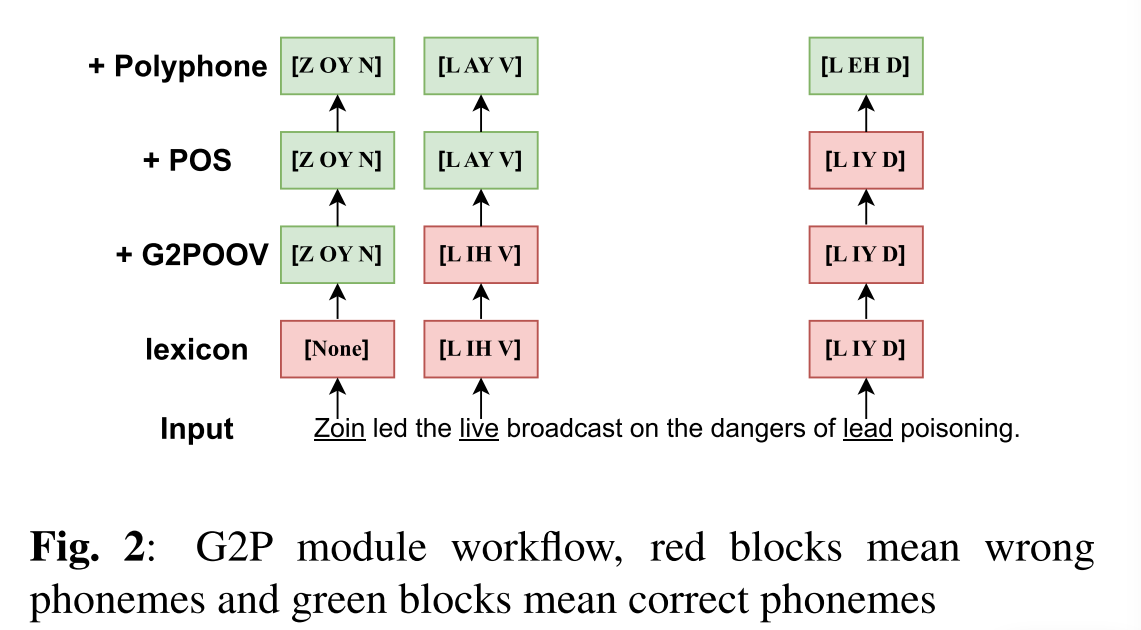 + Polyphone [Z OY N] [L AY V] [L EH D]
+ POS [Z OY N] [L AY V] [L IY D]
+ G2POOV [Z OY N] [L IH V] [L IY D]
lexicon [None] [L IH V] [L IY D]
Input Zoin led the live broadcast on the dangers of lead poisoning.
Fig. 2: G2P module workflow, red blocks mean wrong
phonemes and green blocks mean correct phonemes